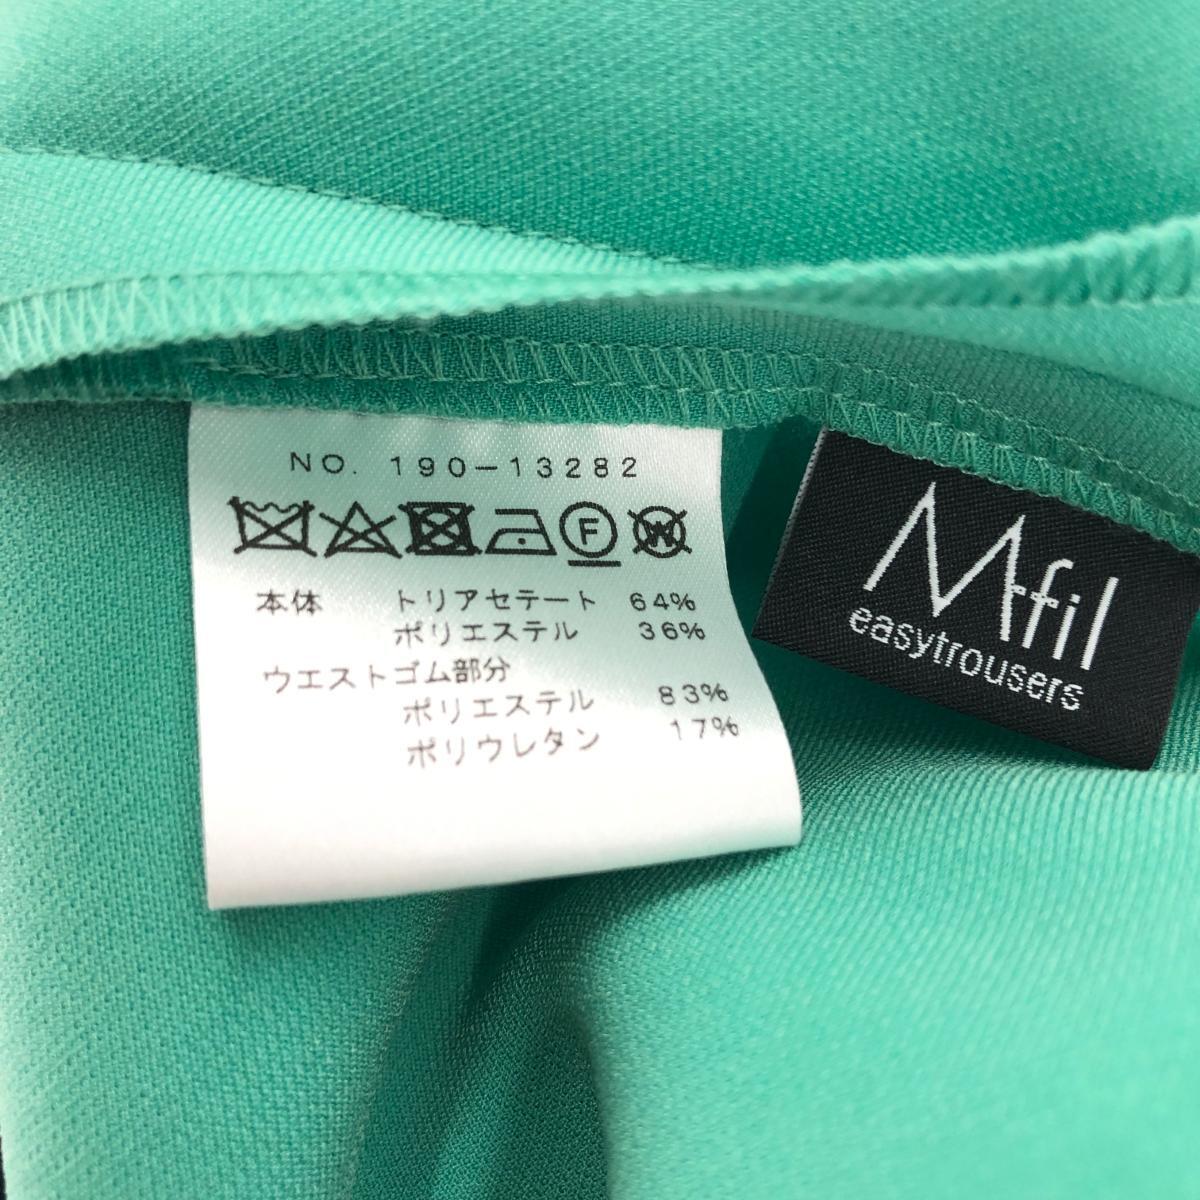 NO. 190-13282
F W
本体 トリアセテート 64%
ポリエステル 36%
ウエストゴム部分
ポリエステル 83%
ポリウレタン 17%
Mfil
easytrousers